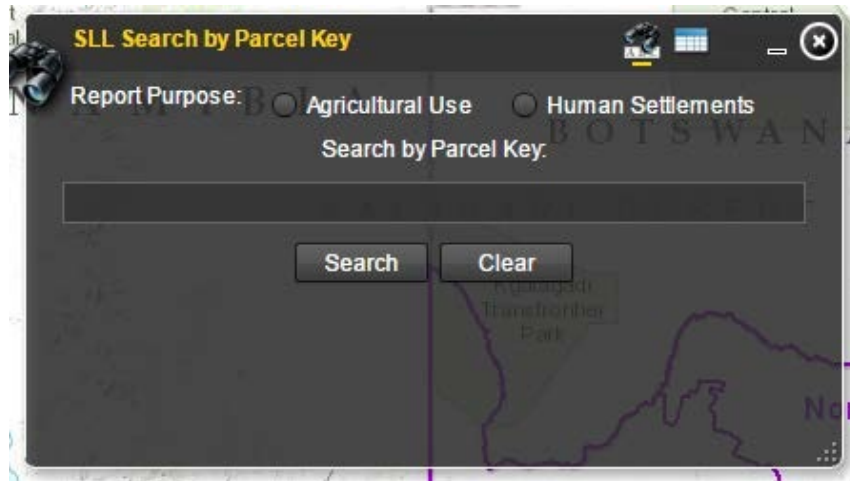 SLL Search by Parcel Key
Report Purpose:
Agricultural Use
Human Settlements
NAMIBIA
BOTSWANA
Search by Parcel Key:
Search
Clear
Kgalagadi
Transfrontier
Park